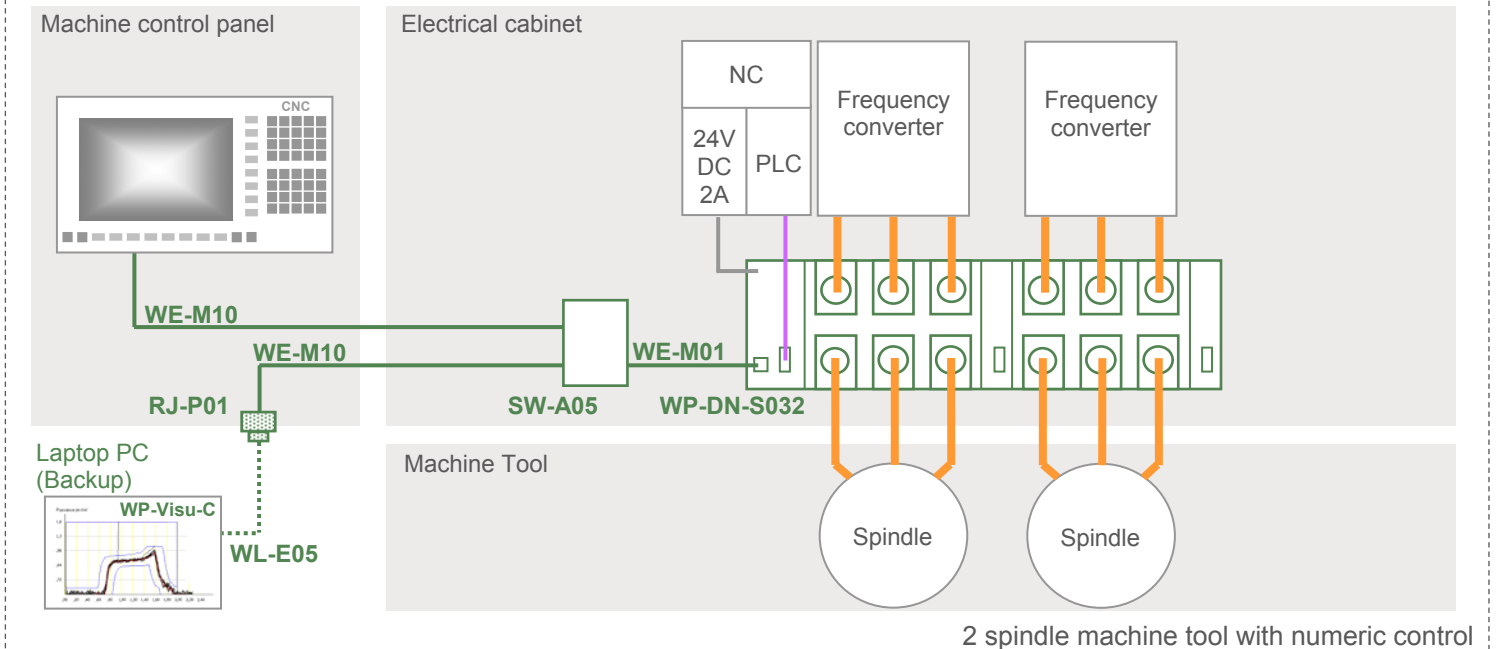 Machine control panel
Electrical cabinet
CNC
NC
24V
DC
2A
PLC
Frequency
converter
Frequency
converter
WE-M10
WE-M10
WE-M01
RJ-P01
SW-A05
WP-DN-S032
Laptop PC
(Backup)
WP-Visu-C
WL-E05
Machine Tool
Spindle
Spindle
2 spindle machine tool with numeric control